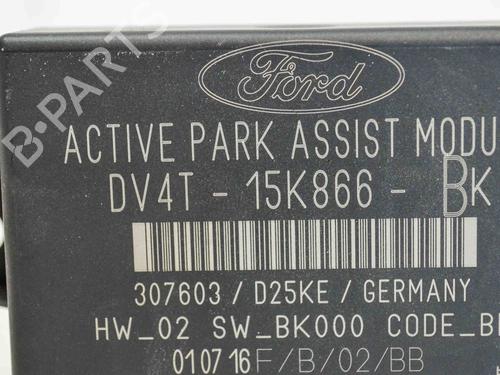 Ford
ACTIVE PARK ASSIST MODU
DV4T - 15K866 - BK
307603 / D25KE / GERMANY
HW_02 SW_BK000 CODE_B
010716F/B/02/BB
B-PARTS